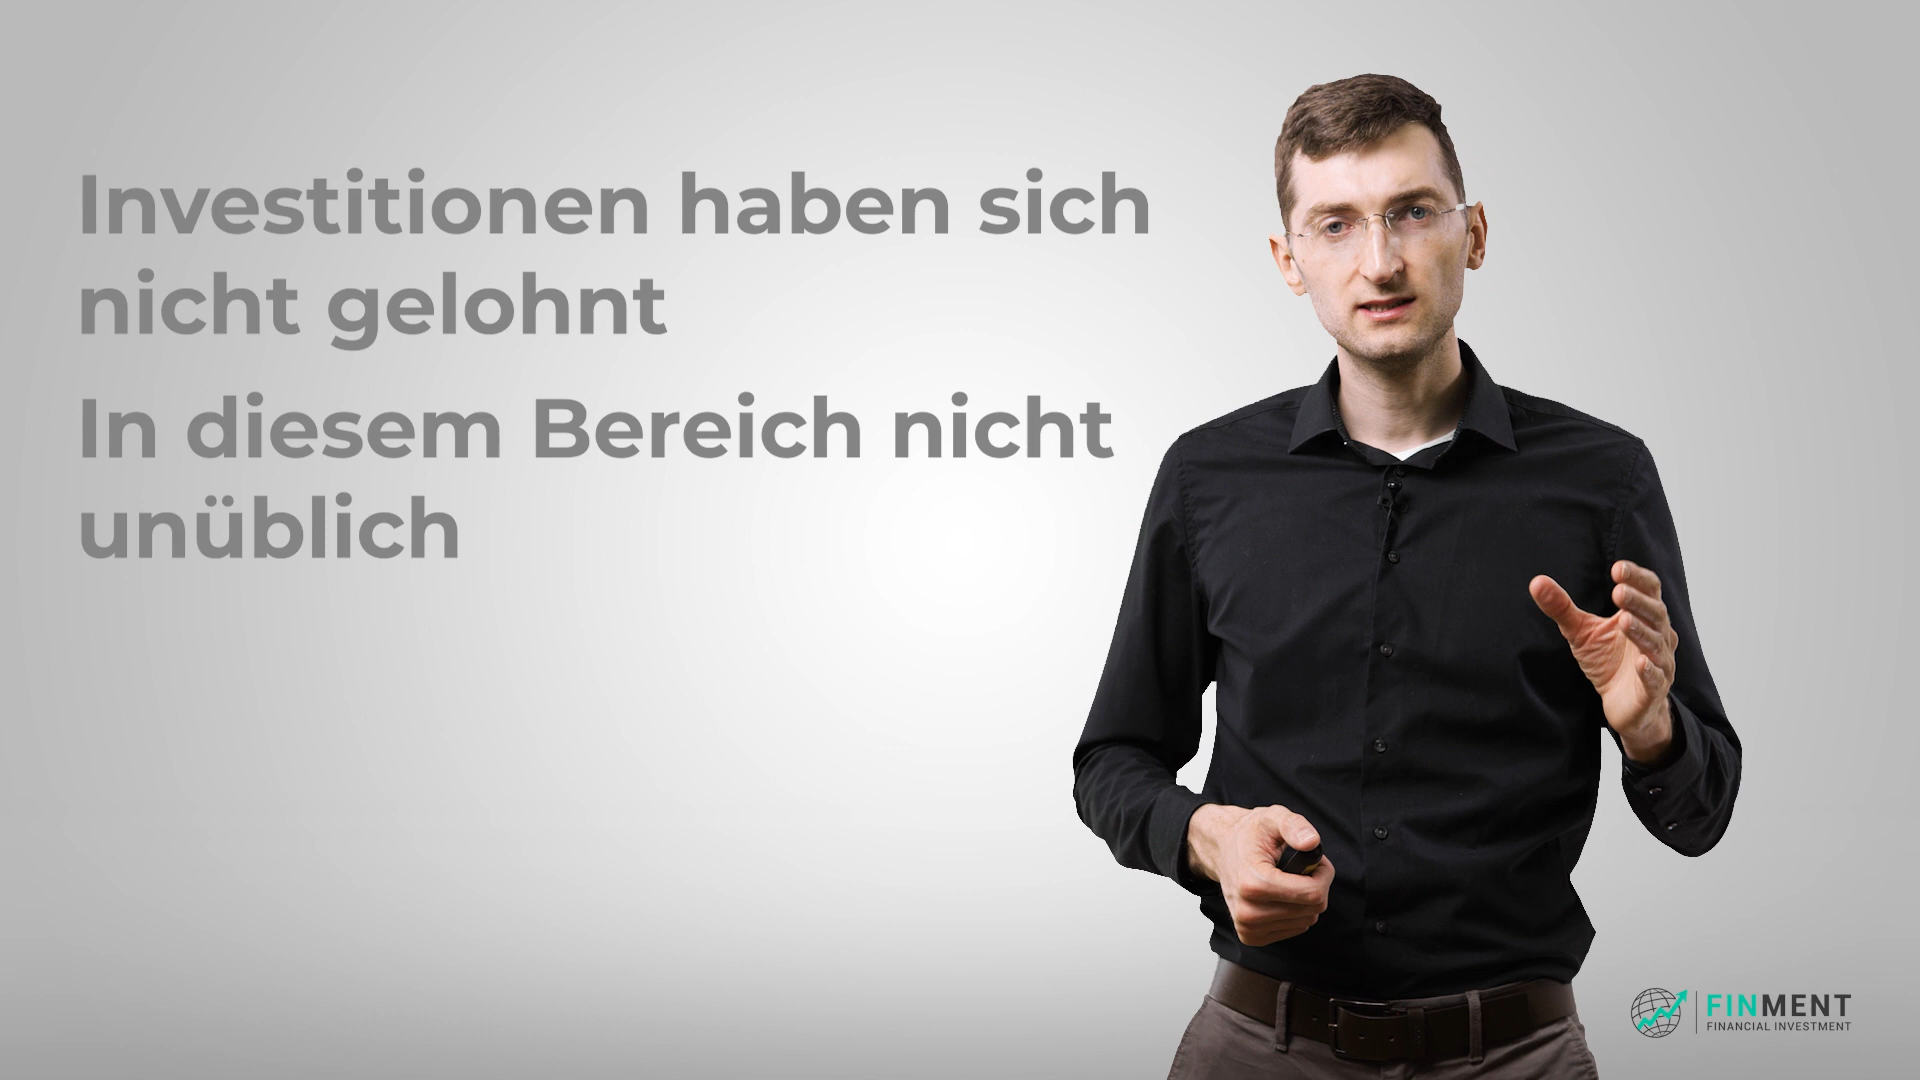 Investitionen haben sich
nicht gelohnt
In diesem Bereich nicht
unüblich
FINMENT
FINANCIAL INVESTMENT